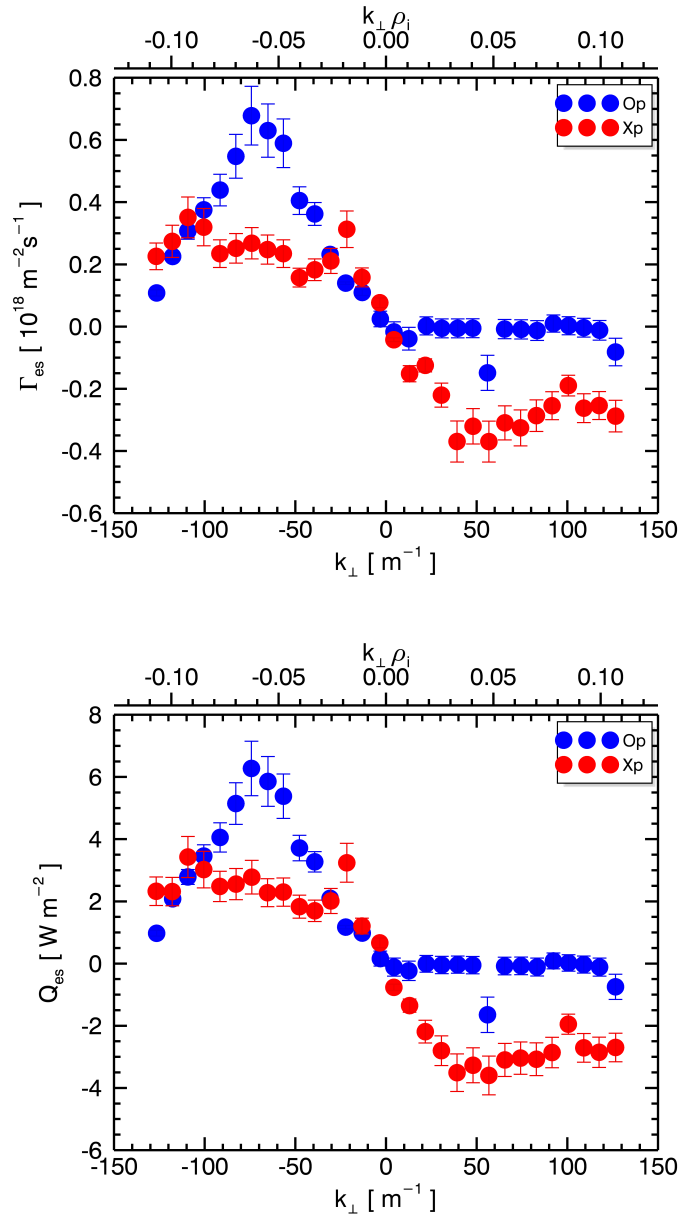 k⊥ρi
-0.10 -0.05 0.00 0.05 0.10
0.8
0.6
0.4
0.2
0.0
-0.2
-0.4
-0.6
Γes [ 10^18 m^-2 s^-1 ]
Op
Xp
-150 -100 -50 0 50 100 150
k⊥ [ m^-1 ]
k⊥ρi
-0.10 -0.05 0.00 0.05 0.10
8
6
4
2
0
-2
-4
-6
Qes [ W m^-2 ]
Op
Xp
-150 -100 -50 0 50 100 150
k⊥ [ m^-1 ]